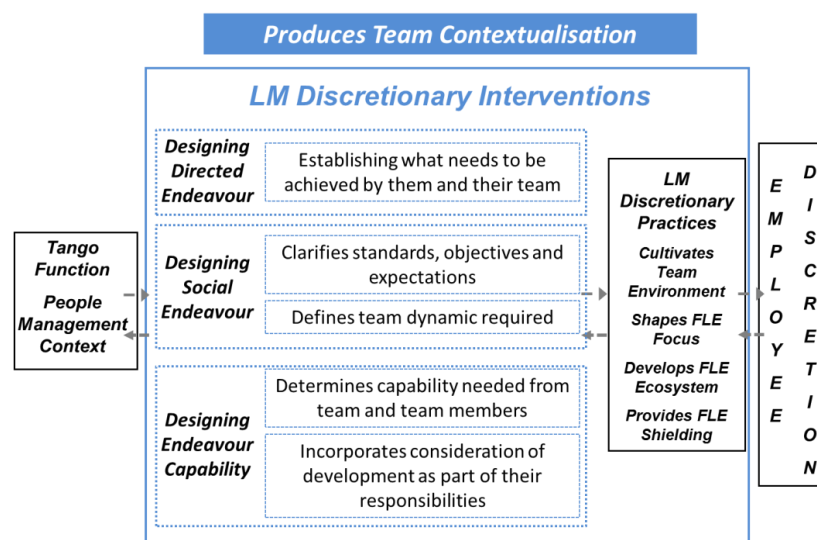 Produces Team Contextualisation
LM Discretionary Interventions
Designing
Directed
Endeavour
Establishing what needs to be
achieved by them and their team
Designing
Social
Endeavour
Clarifies standards, objectives and
expectations
Defines team dynamic required
Designing
Endeavour
Capability
Determines capability needed from
team and team members
Incorporates consideration of
development as part of their
responsibilities
Tango
Function
People
Management
Context
LM
Discretionary
Practices
Cultivates
Team
Environment
Shapes FLE
Focus
Develops FLE
Ecosystem
Provides FLE
Shielding
EMPLOYEE
DISCRETION